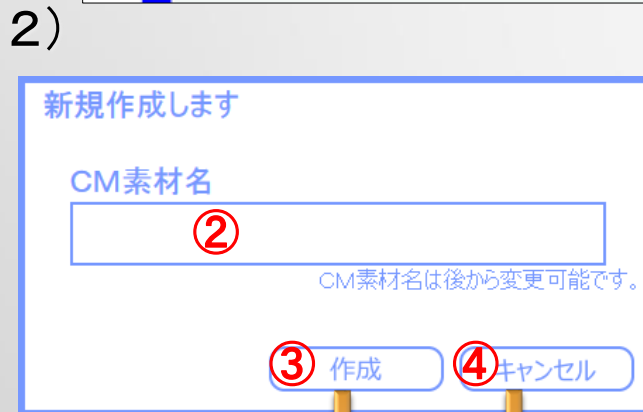 2）
新規作成します
CM素材名
②
CM素材名は後から変更可能です。
③ 作成 ④ キャンセル